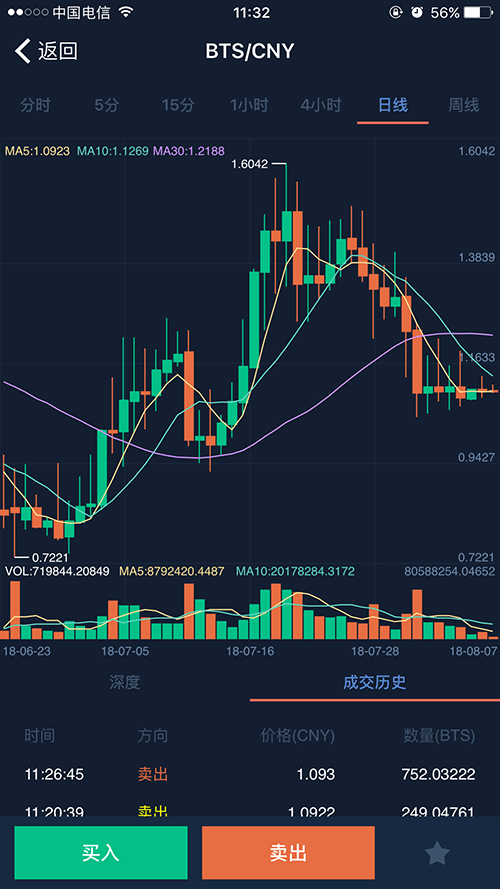 中国电信 11:32 56%
返回 BTS/CNY
分时 5分 15分 1小时 4小时 日线 周线
MA5:1.0923 MA10:1.1269 MA30:1.2188 1.6042
1.6042
1.3839
1.1633
0.9427
0.7221 0.7221
VOL:719844.20849 MA5:8792420.4487 MA10:20178284.3172 80588254.04652
18-06-23 18-07-05 18-07-16 18-07-28 18-08-07
深度 成交历史
时间 方向 价格(CNY) 数量(BTS)
11:26:45 卖出 1.093 752.03222
11:20:39 卖出 1.0922 249.04761
买入 卖出